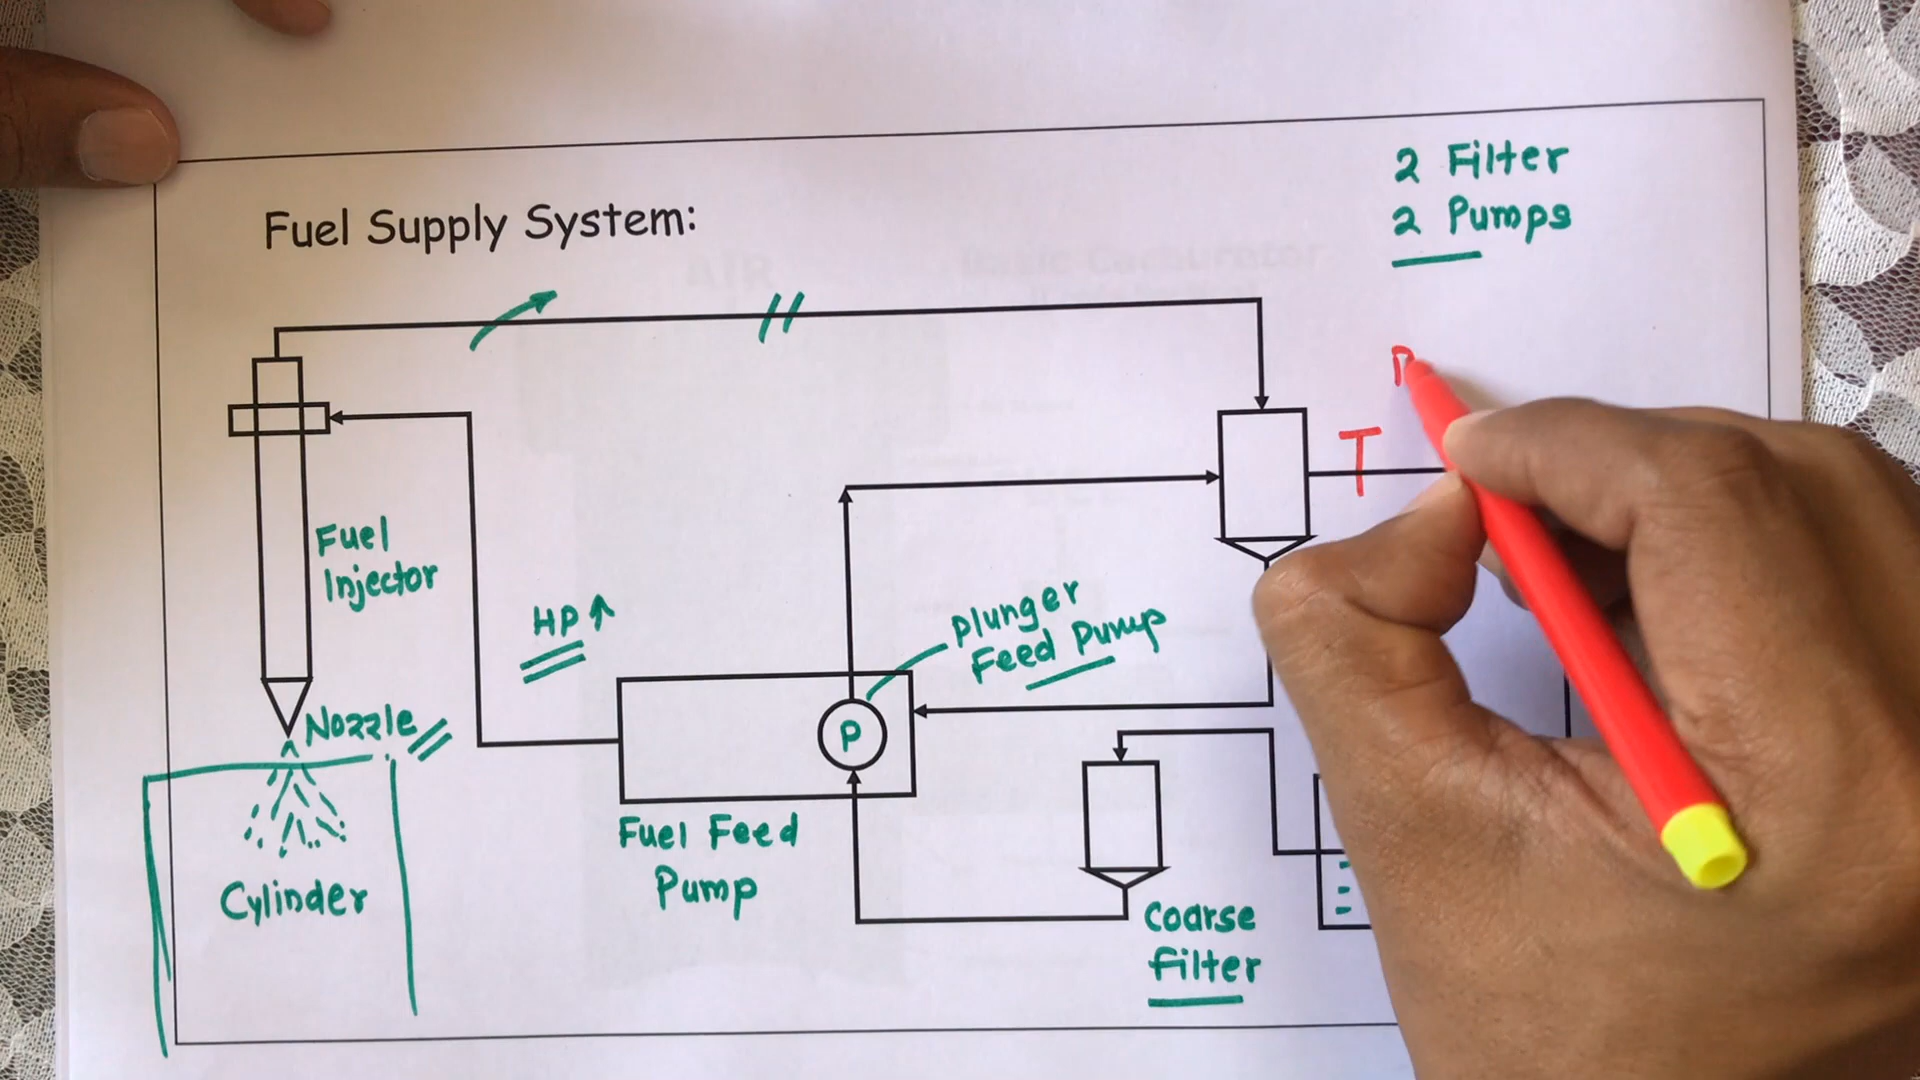 2 Filter
2 Pumps
Fuel Supply System:
T
Fuel
Injector
HP↑
Plunger
Feed Pump
Nozzle
P
Fuel Feed
Pump
Cylinder
Coarse
Filter